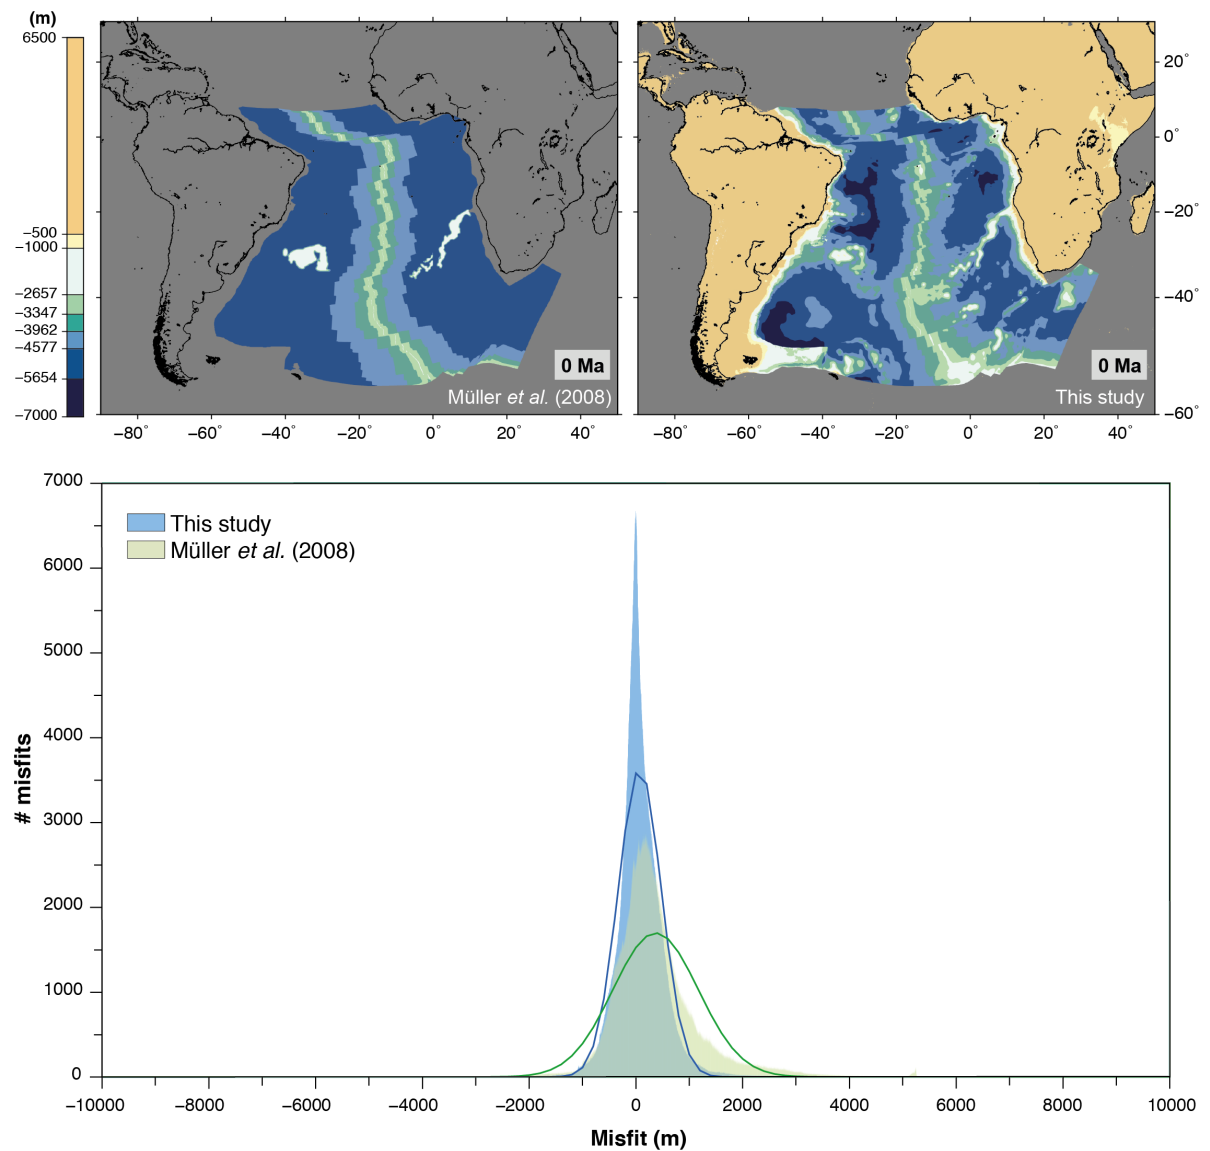 (m)
6500
−500
−1000
−2657
−3347
−3962
−4577
−5654
−7000
0 Ma
Müller et al. (2008)
0 Ma
This study
20°
0°
−20°
−40°
−60°
−80° −60° −40° −20° 0° 20° 40°
−80° −60° −40° −20° 0° 20° 40°
7000
6000
5000
4000
3000
2000
1000
0
# misfits
This study
Müller et al. (2008)
−10000 −8000 −6000 −4000 −2000 0 2000 4000 6000 8000 10000
Misfit (m)